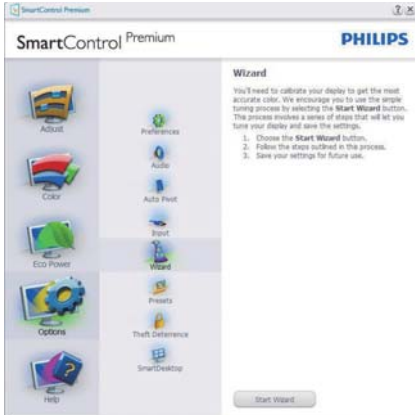 SmartControl Premium
SmartControl Premium
PHILIPS
Adjust
Color
Eco Power
Options
Help
Preferences
Audio
Auto Pivot
Input
Wizard
Presets
Theft Deterrence
SmartDesktop
Wizard
You'll need to calibrate your display to get the most
accurate color. We encourage you to use the simple
tuning process by selecting the Start Wizard button.
This process involves a series of steps that will let you
tune your display and save the settings.
1. Choose the Start Wizard button.
2. Follow the steps outlined in the process.
3. Save your settings for future use.
Start Wizard